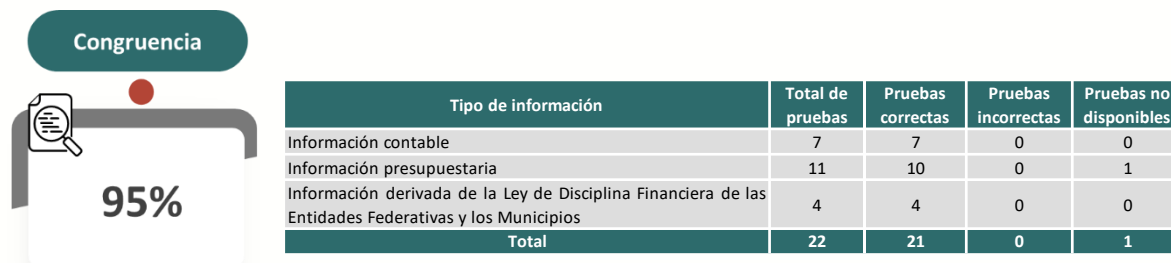 Congruencia
95%
Tipo de información Total de pruebas Pruebas correctas Pruebas incorrectas Pruebas no disponibles
Información contable 7 7 0 0
Información presupuestaria 11 10 0 1
Información derivada de la Ley de Disciplina Financiera de las
Entidades Federativas y los Municipios 4 4 0 0
Total 22 21 0 1